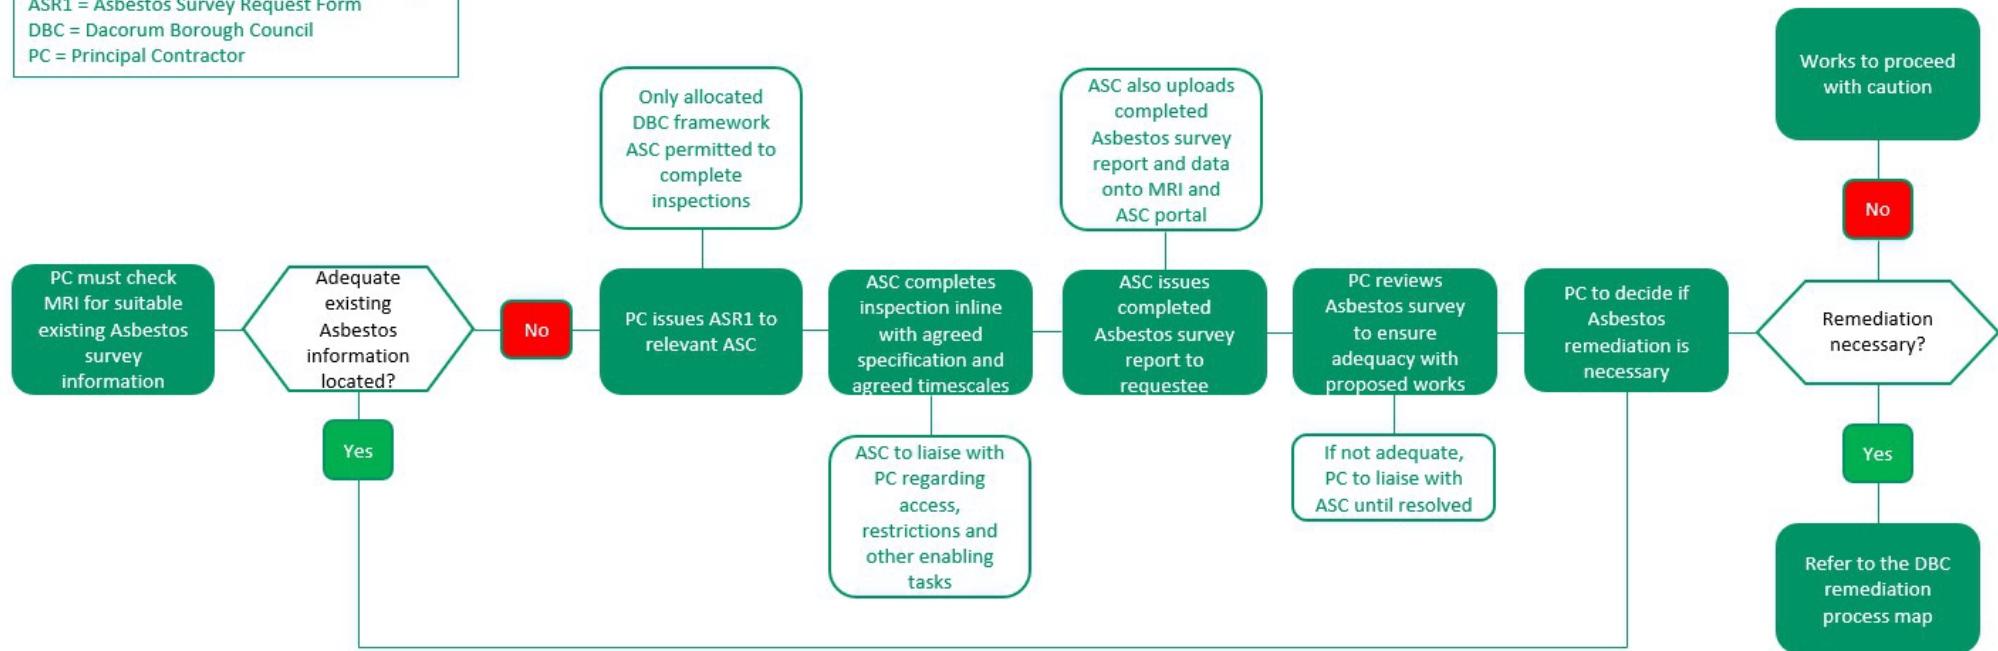 ASR1 = Asbestos Survey Request Form
DBC = Dacorum Borough Council
PC = Principal Contractor
PC must check
MRI for suitable
existing Asbestos
survey
information
Adequate
existing
Asbestos
information
located?
Yes
No
Only allocated
DBC framework
ASC permitted to
complete
inspections
PC issues ASR1 to
relevant ASC
ASC completes
inspection inline
with agreed
specification and
agreed timescales
ASC to liaise with
PC regarding
access,
restrictions and
other enabling
tasks
ASC also uploads
completed
Asbestos survey
report and data
onto MRI and
ASC portal
ASC issues
completed
Asbestos survey
report to
requestee
PC reviews
Asbestos survey
to ensure
adequacy with
proposed works
If not adequate,
PC to liaise with
ASC until resolved
PC to decide if
Asbestos
remediation is
necessary
Remediation
necessary?
No
Works to proceed
with caution
Yes
Refer to the DBC
remediation
process map